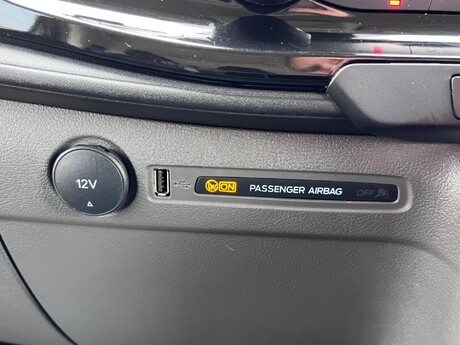 12V
ON PASSENGER AIRBAG OFF